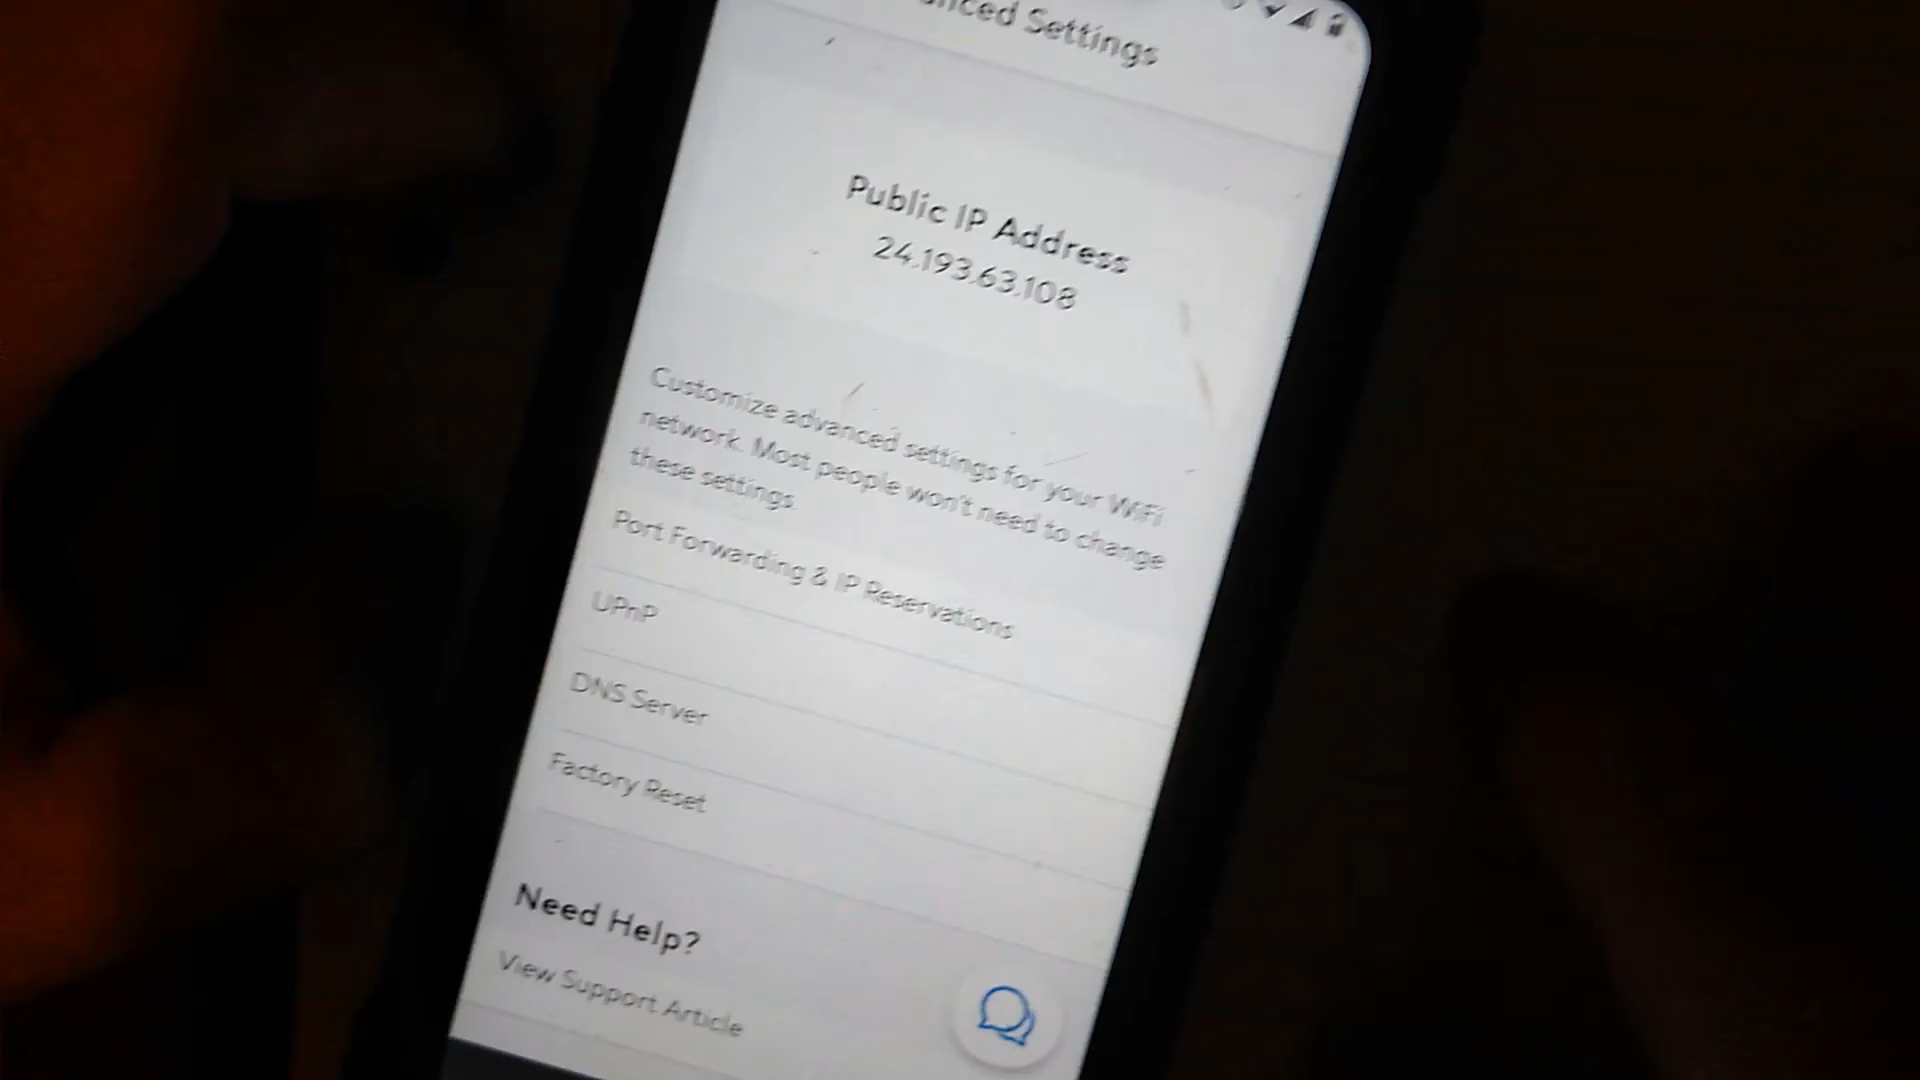 Settings
Public IP Address
24.193.63.108
Customize advanced settings for your WiFi
network. Most people won't need to change
these settings.
Port Forwarding & IP Reservations
UPnP
DNS Server
Factory Reset
Need Help?
View Support Article